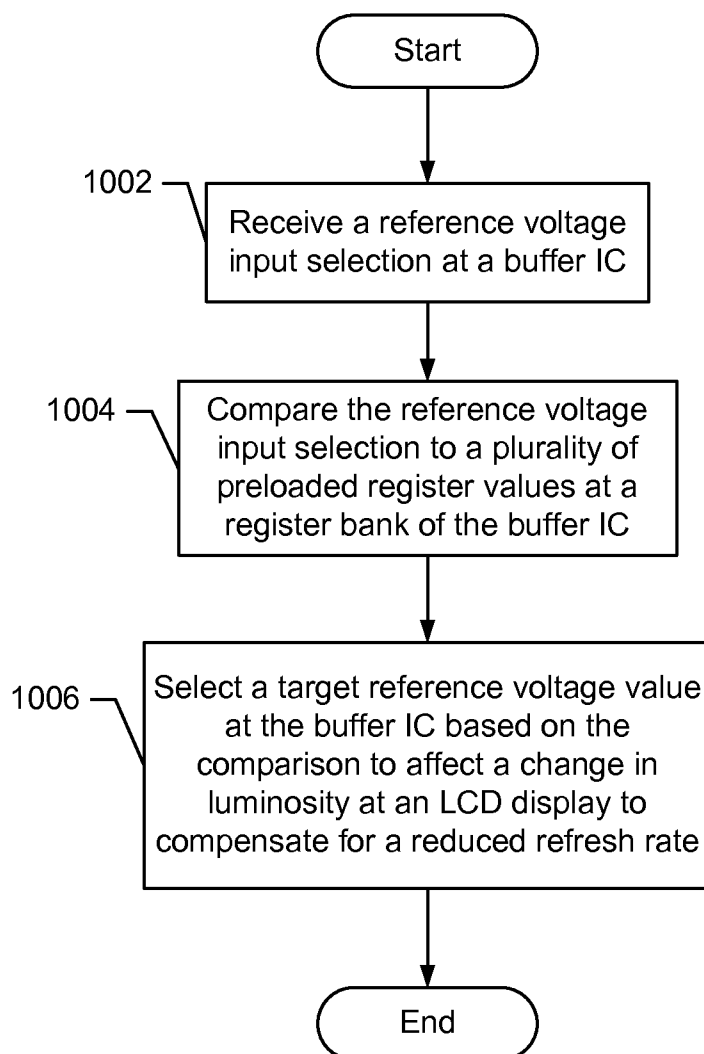 Start
1002
Receive a reference voltage
input selection at a buffer IC
1004
Compare the reference voltage
input selection to a plurality of
preloaded register values at a
register bank of the buffer IC
1006
Select a target reference voltage value
at the buffer IC based on the
comparison to affect a change in
luminosity at an LCD display to
compensate for a reduced refresh rate
End